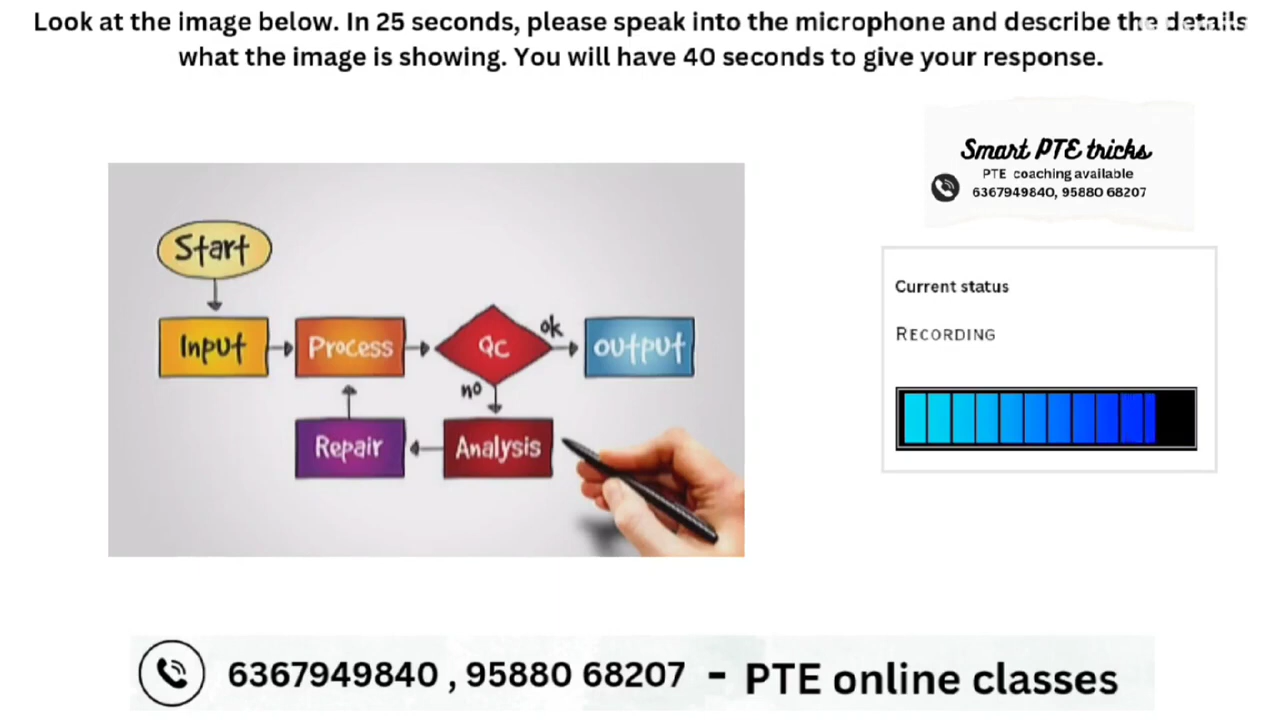 Look at the image below. In 25 seconds, please speak into the microphone and describe the details
what the image is showing. You will have 40 seconds to give your response.
Smart PTE tricks
PTE coaching available
6367949840, 95880 68207
Start
Input
Process
QC
ok
output
no
Repair
Analysis
Current status
RECORDING
6367949840 , 95880 68207 - PTE online classes